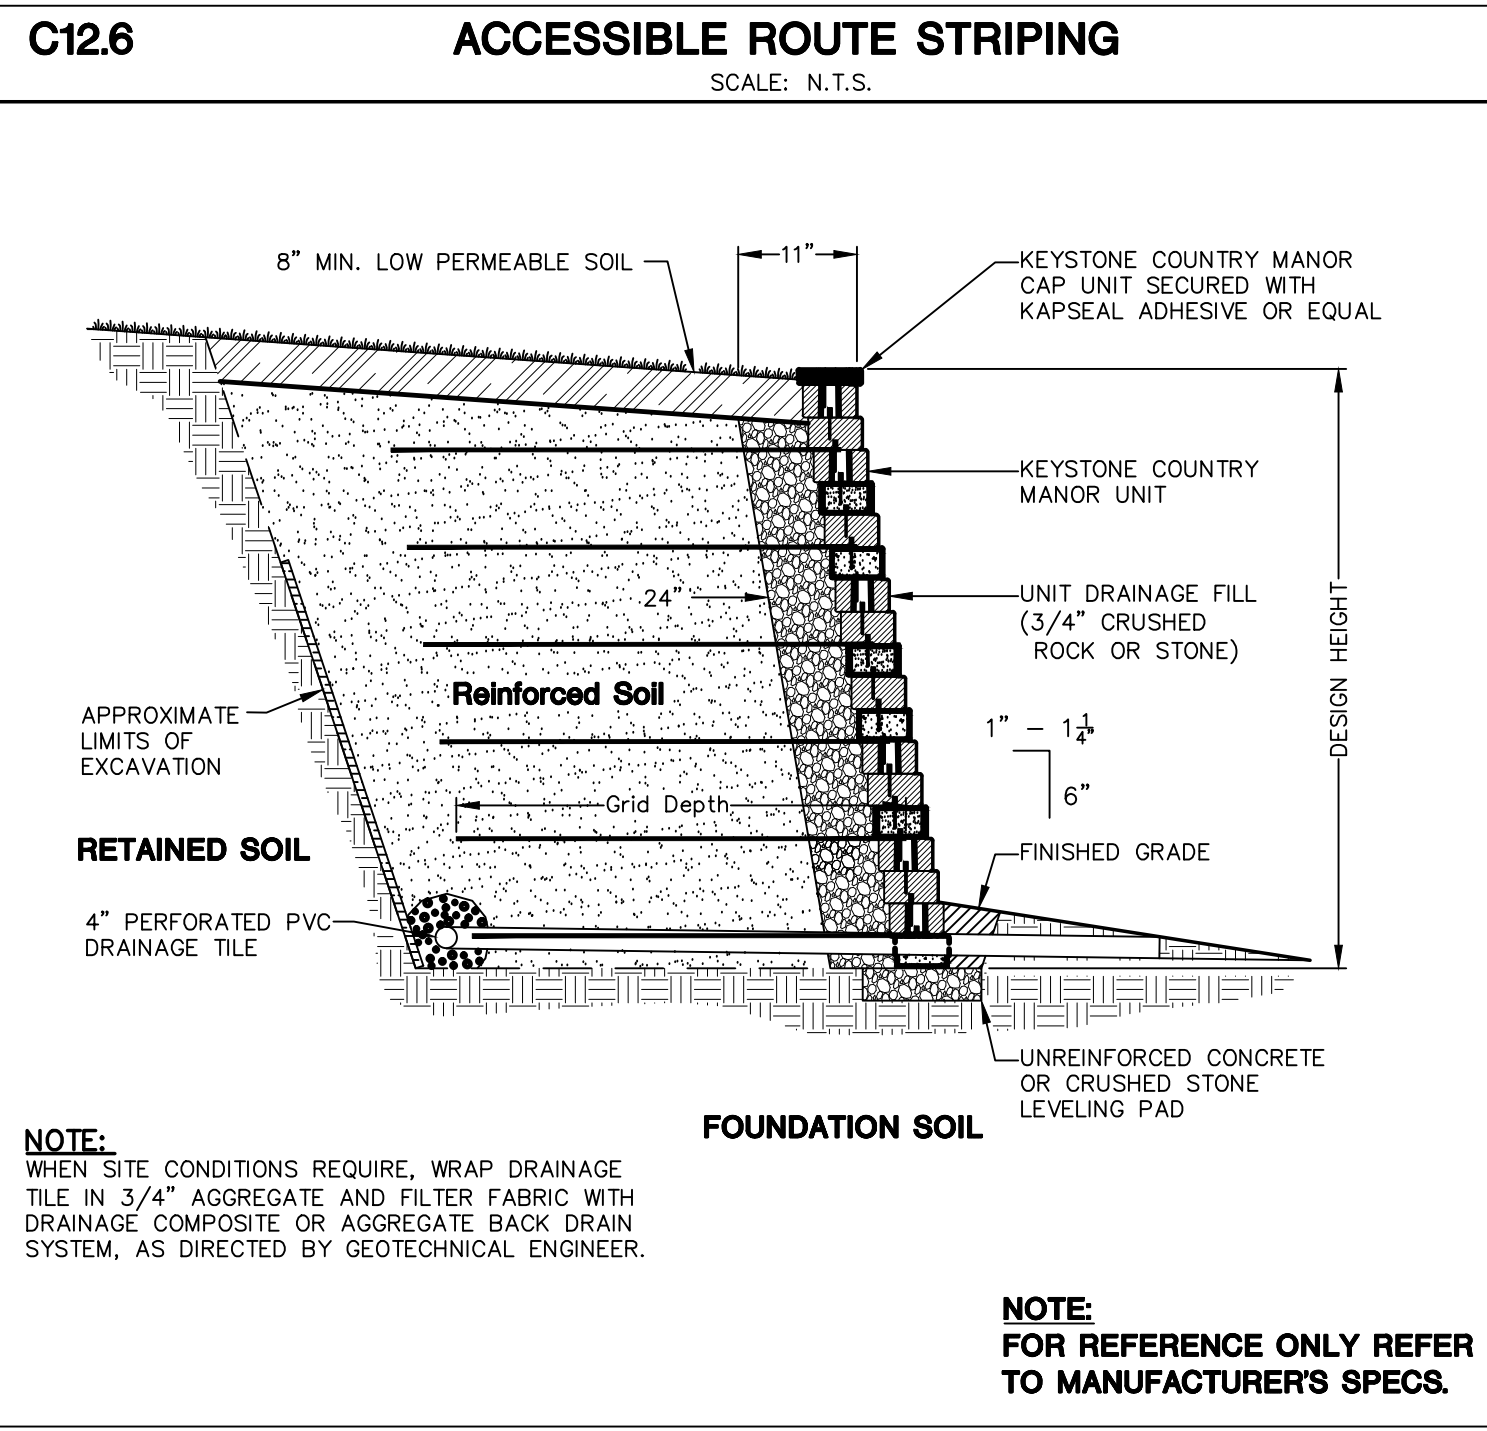 C12.6
ACCESSIBLE ROUTE STRIPING
SCALE: N.T.S.
8" MIN. LOW PERMEABLE SOIL
11"
KEYSTONE COUNTRY MANOR
CAP UNIT SECURED WITH
KAPSEAL ADHESIVE OR EQUAL
KEYSTONE COUNTRY
MANOR UNIT
24"
UNIT DRAINAGE FILL
(3/4" CRUSHED
ROCK OR STONE)
DESIGN HEIGHT
Reinforced Soil
APPROXIMATE
LIMITS OF
EXCAVATION
1" - 1 1/4"
6"
Grid Depth
RETAINED SOIL
FINISHED GRADE
4" PERFORATED PVC
DRAINAGE TILE
UNREINFORCED CONCRETE
OR CRUSHED STONE
LEVELING PAD
FOUNDATION SOIL
NOTE:
WHEN SITE CONDITIONS REQUIRE, WRAP DRAINAGE
TILE IN 3/4" AGGREGATE AND FILTER FABRIC WITH
DRAINAGE COMPOSITE OR AGGREGATE BACK DRAIN
SYSTEM, AS DIRECTED BY GEOTECHNICAL ENGINEER.
NOTE:
FOR REFERENCE ONLY REFER
TO MANUFACTURER'S SPECS.